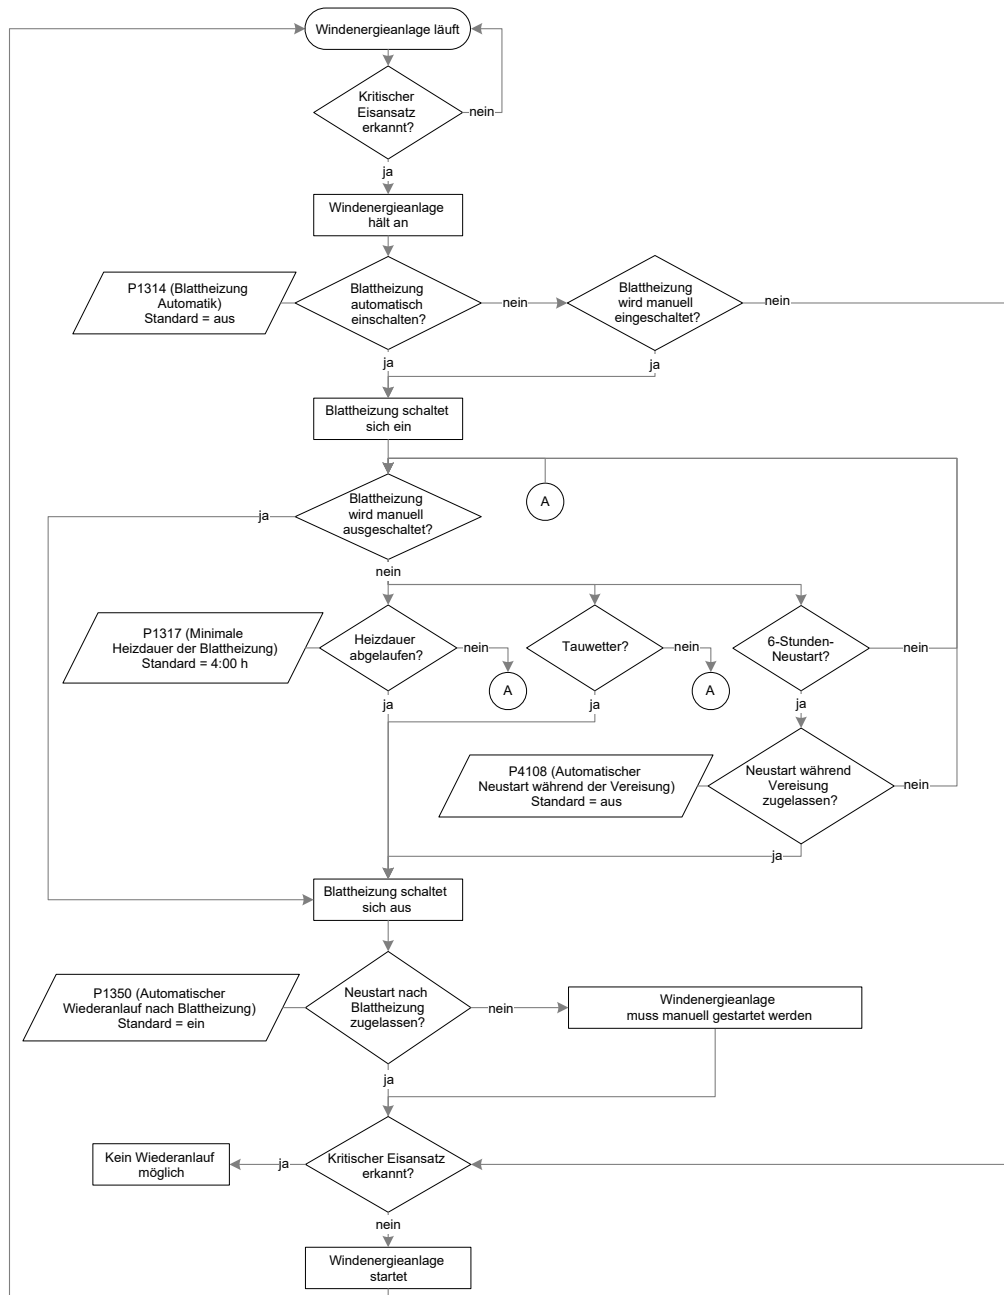 Windenergieanlage läuft
Kritischer
Eisansatz
erkannt?
nein
ja
Windenergieanlage
hält an
P1314 (Blattheizung
Automatik)
Standard = aus
Blattheizung
automatisch
einschalten?
nein
Blattheizung
wird manuell
eingeschaltet?
nein
ja
ja
Blattheizung schaltet
sich ein
A
Blattheizung
wird manuell
ausgeschaltet?
ja
nein
P1317 (Minimale
Heizdauer der Blattheizung)
Standard = 4:00 h
Heizdauer
abgelaufen?
nein
A
Tauwetter?
nein
A
6-Stunden-
Neustart?
nein
ja
ja
ja
P4108 (Automatischer
Neustart während der Vereisung)
Standard = aus
Neustart während
Vereisung
zugelassen?
nein
ja
Blattheizung schaltet
sich aus
P1350 (Automatischer
Wiederanlauf nach Blattheizung)
Standard = ein
Neustart nach
Blattheizung
zugelassen?
nein
Windenergieanlage
muss manuell gestartet werden
ja
Kein Wiederanlauf
möglich
ja
Kritischer Eisansatz
erkannt?
nein
Windenergieanlage
startet